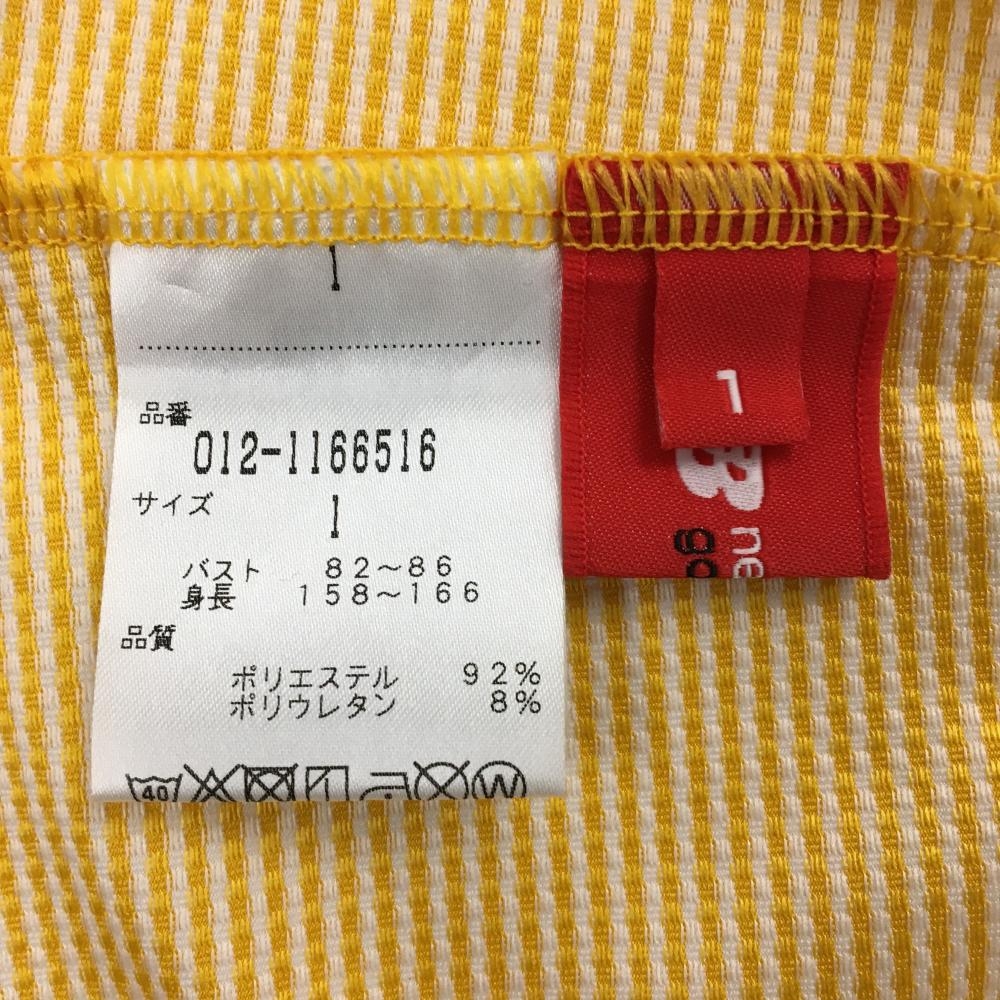 1
品番
012-1166516
サイズ
1
バスト 82～86
身長 158～166
品質
ポリエステル 92%
ポリウレタン 8%
40
W
1
ne
go